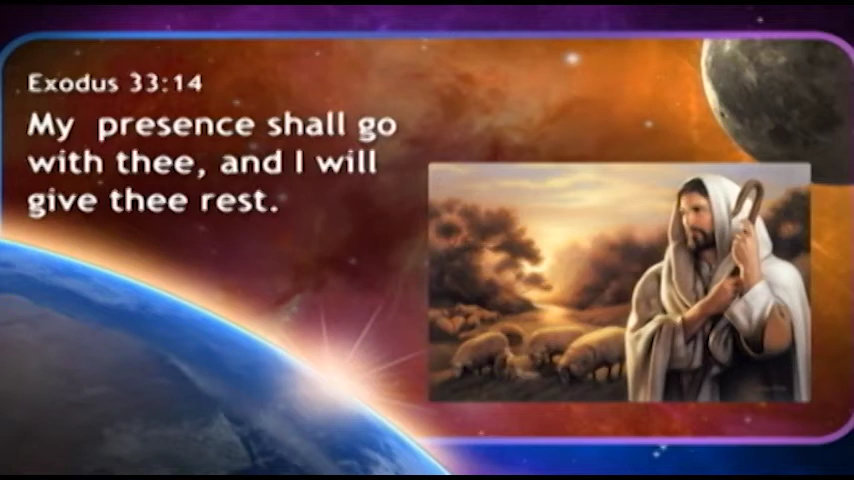 Exodus 33:14
My presence shall go
with thee, and I will
give thee rest.